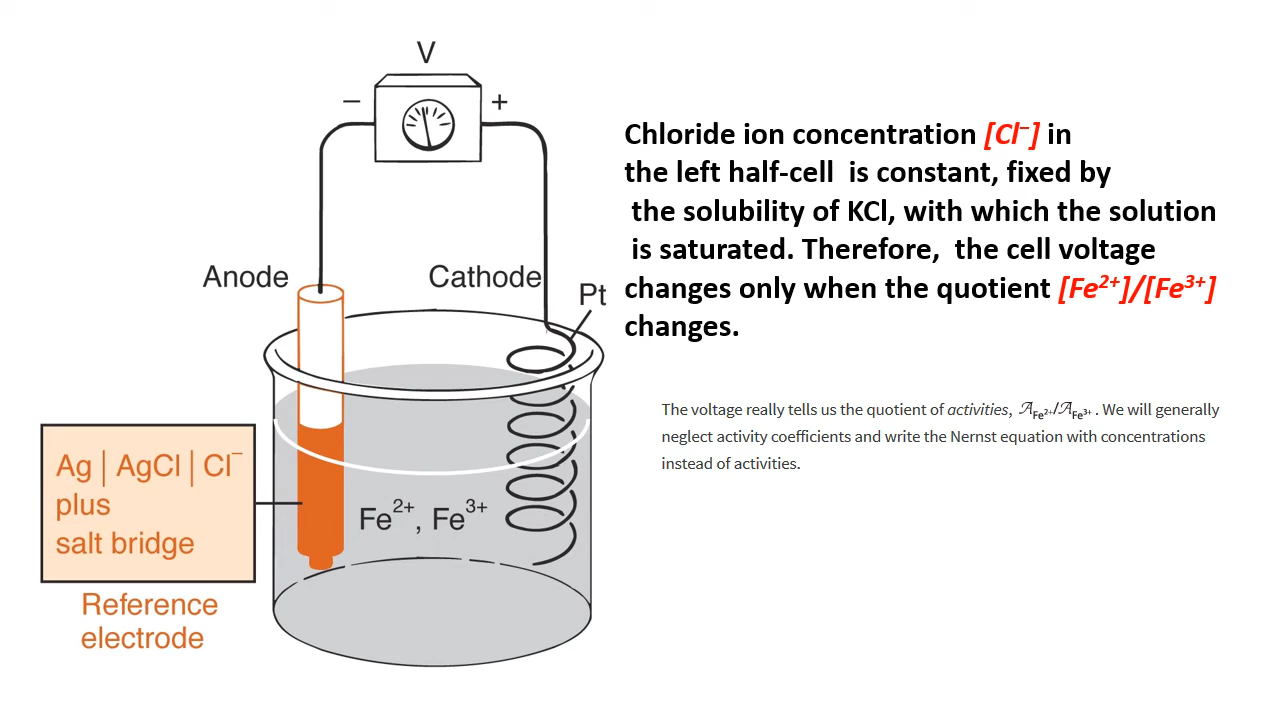 V
− +
Anode
Cathode
Pt
Ag | AgCl | Cl⁻
plus
salt bridge
Reference
electrode
Fe²⁺, Fe³⁺
Chloride ion concentration [Cl⁻] in
the left half-cell is constant, fixed by
the solubility of KCl, with which the solution
is saturated. Therefore, the cell voltage
changes only when the quotient [Fe²⁺]/[Fe³⁺]
changes.
The voltage really tells us the quotient of activities, 𝒜Fe²⁺/𝒜Fe³⁺ . We will generally
neglect activity coefficients and write the Nernst equation with concentrations
instead of activities.